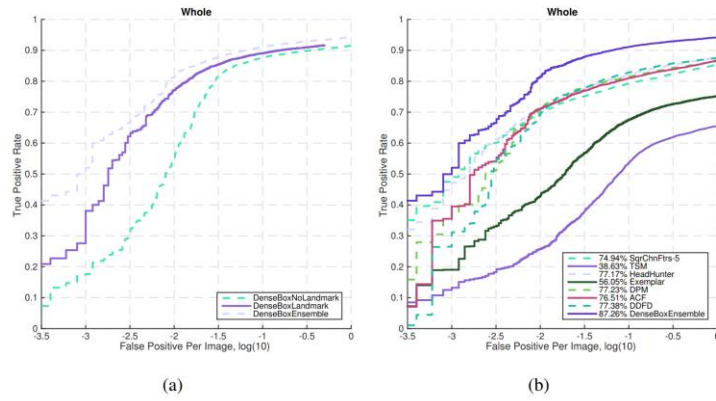 Whole
True Positive Rate
1
0.9
0.8
0.7
0.6
0.5
0.4
0.3
0.2
0.1
0
DenseBoxNoLandmark
DenseBoxLandmark
DenseBoxEnsemble
-3.5 -3 -2.5 -2 -1.5 -1 -0.5 0
False Positive Per Image, log(10)
(a)
Whole
True Positive Rate
1
0.9
0.8
0.7
0.6
0.5
0.4
0.3
0.2
0.1
0
74.94% SqrChnFtrs-5
38.63% TSM
77.17% HeadHunter
56.05% Exemplar
77.23% DPM
76.51% ACF
77.38% DDFD
87.26% DenseBoxEnsemble
-3.5 -3 -2.5 -2 -1.5 -1 -0.5 0
False Positive Per Image, log(10)
(b)